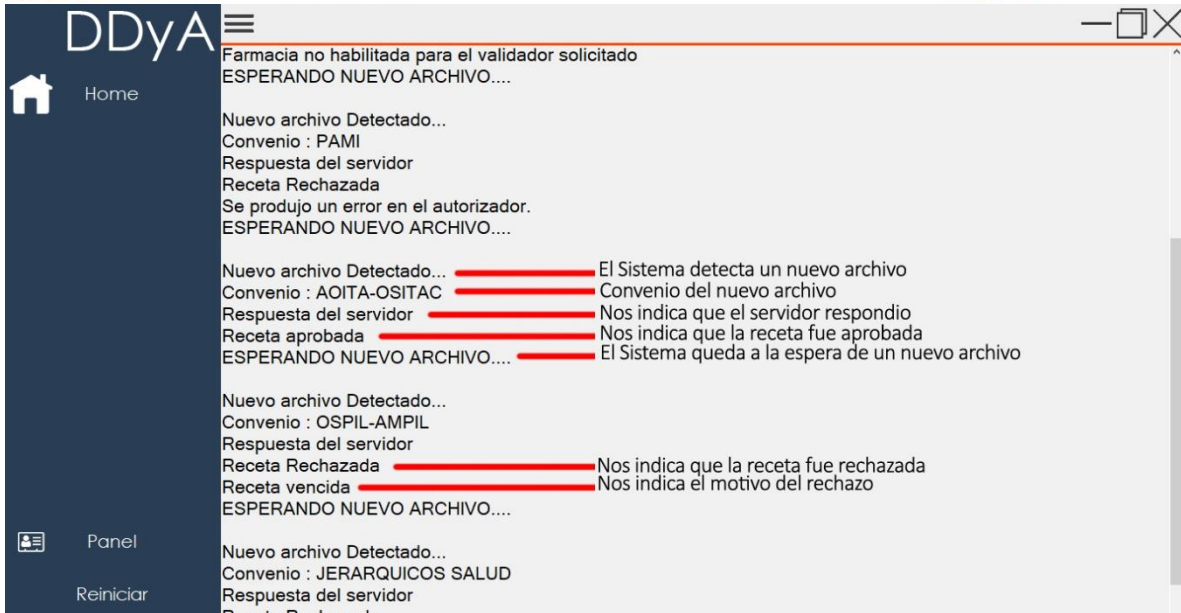 DDyA
Home
Farmacia no habilitada para el validador solicitado
ESPERANDO NUEVO ARCHIVO....
Nuevo archivo Detectado...
Convenio : PAMI
Respuesta del servidor
Receta Rechazada
Se produjo un error en el autorizador.
ESPERANDO NUEVO ARCHIVO....
Nuevo archivo Detectado... El Sistema detecta un nuevo archivo
Convenio : AOITA-OSITAC Convenio del nuevo archivo
Respuesta del servidor Nos indica que el servidor respondio
Receta aprobada Nos indica que la receta fue aprobada
ESPERANDO NUEVO ARCHIVO.... El Sistema queda a la espera de un nuevo archivo
Nuevo archivo Detectado...
Convenio : OSPIL-AMPIL
Respuesta del servidor
Receta Rechazada Nos indica que la receta fue rechazada
Receta vencida Nos indica el motivo del rechazo
ESPERANDO NUEVO ARCHIVO....
Nuevo archivo Detectado...
Convenio : JERARQUICOS SALUD
Respuesta del servidor
Panel
Reiniciar